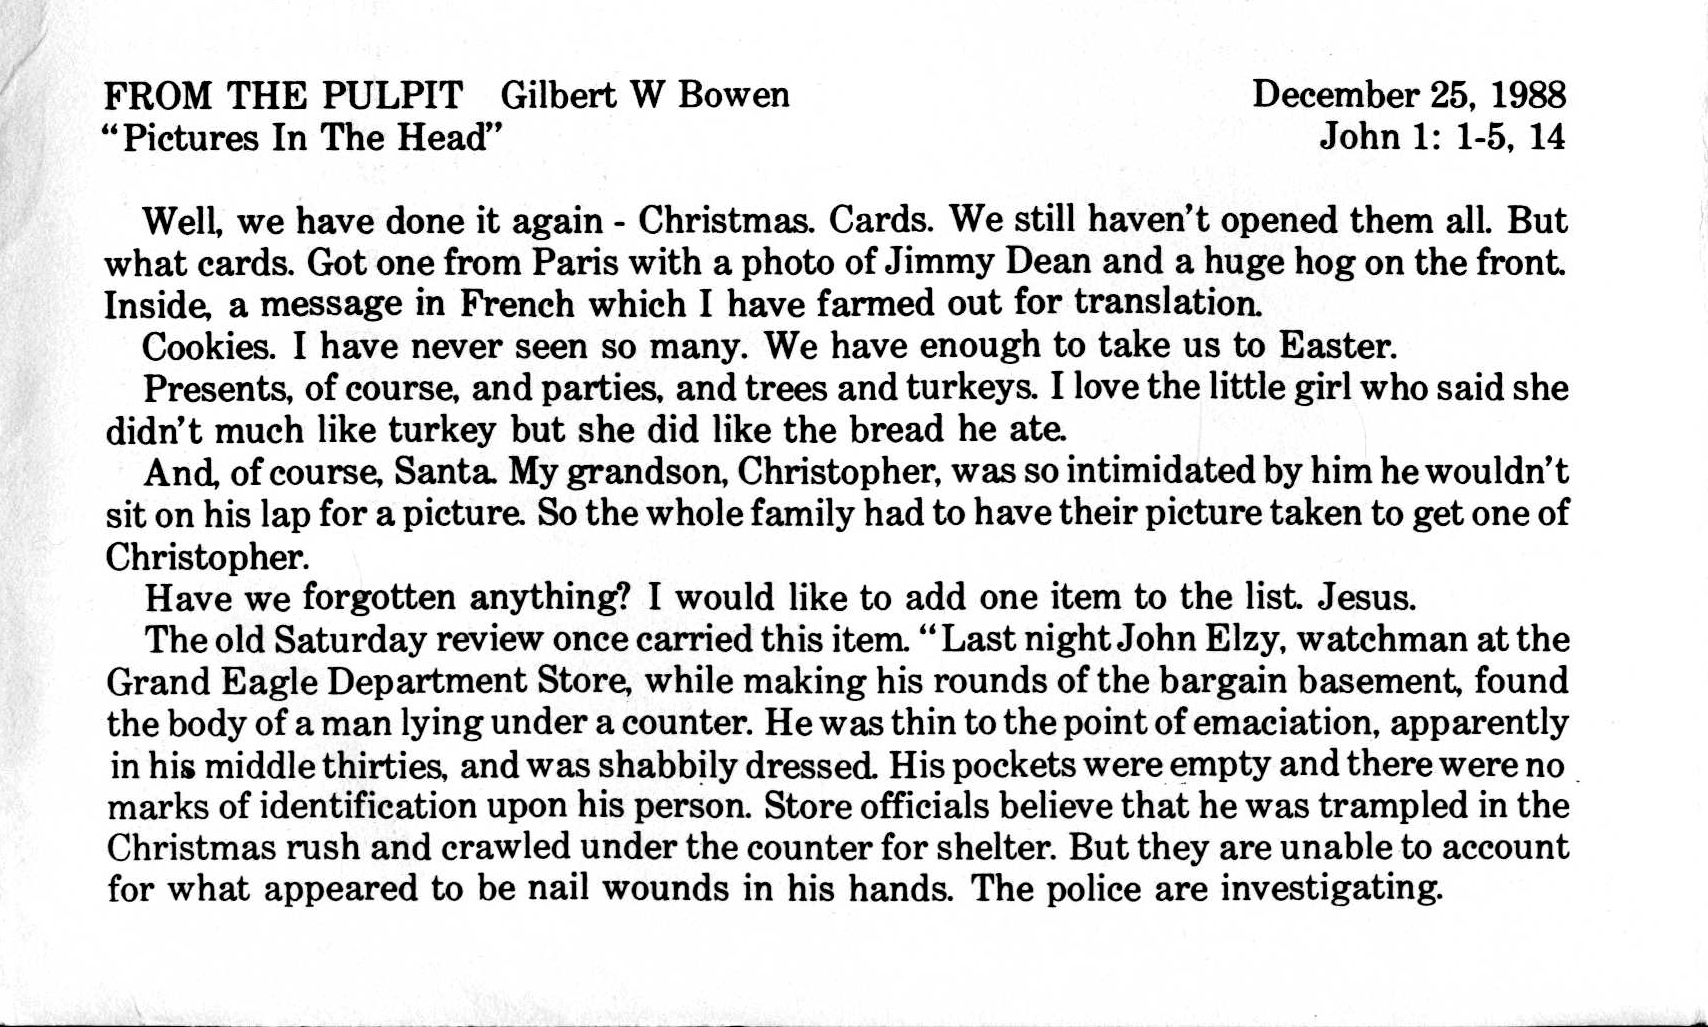 FROM THE PULPIT Gilbert W Bowen December 25, 1988
“Pictures In The Head” John 1: 1-5, 14
Well, we have done it again - Christmas. Cards. We still haven't opened them all. But
what cards. Got one from Paris with a photo of Jimmy Dean and a huge hog on the front.
Inside, a message in French which I have farmed out for translation.
Cookies. I have never seen so many. We have enough to take us to Easter.
Presents, of course, and parties, and trees and turkeys. I love the little girl who said she
didn't much like turkey but she did like the bread he ate.
And, of course, Santa. My grandson, Christopher, was so intimidated by him he wouldn't
sit on his lap for a picture. So the whole family had to have their picture taken to get one of
Christopher.
Have we forgotten anything? I would like to add one item to the list. Jesus.
The old Saturday review once carried this item. “Last night John Elzy, watchman at the
Grand Eagle Department Store, while making his rounds of the bargain basement, found
the body of a man lying under a counter. He was thin to the point of emaciation, apparently
in his middle thirties, and was shabbily dressed. His pockets were empty and there were no
marks of identification upon his person. Store officials believe that he was trampled in the
Christmas rush and crawled under the counter for shelter. But they are unable to account
for what appeared to be nail wounds in his hands. The police are investigating.